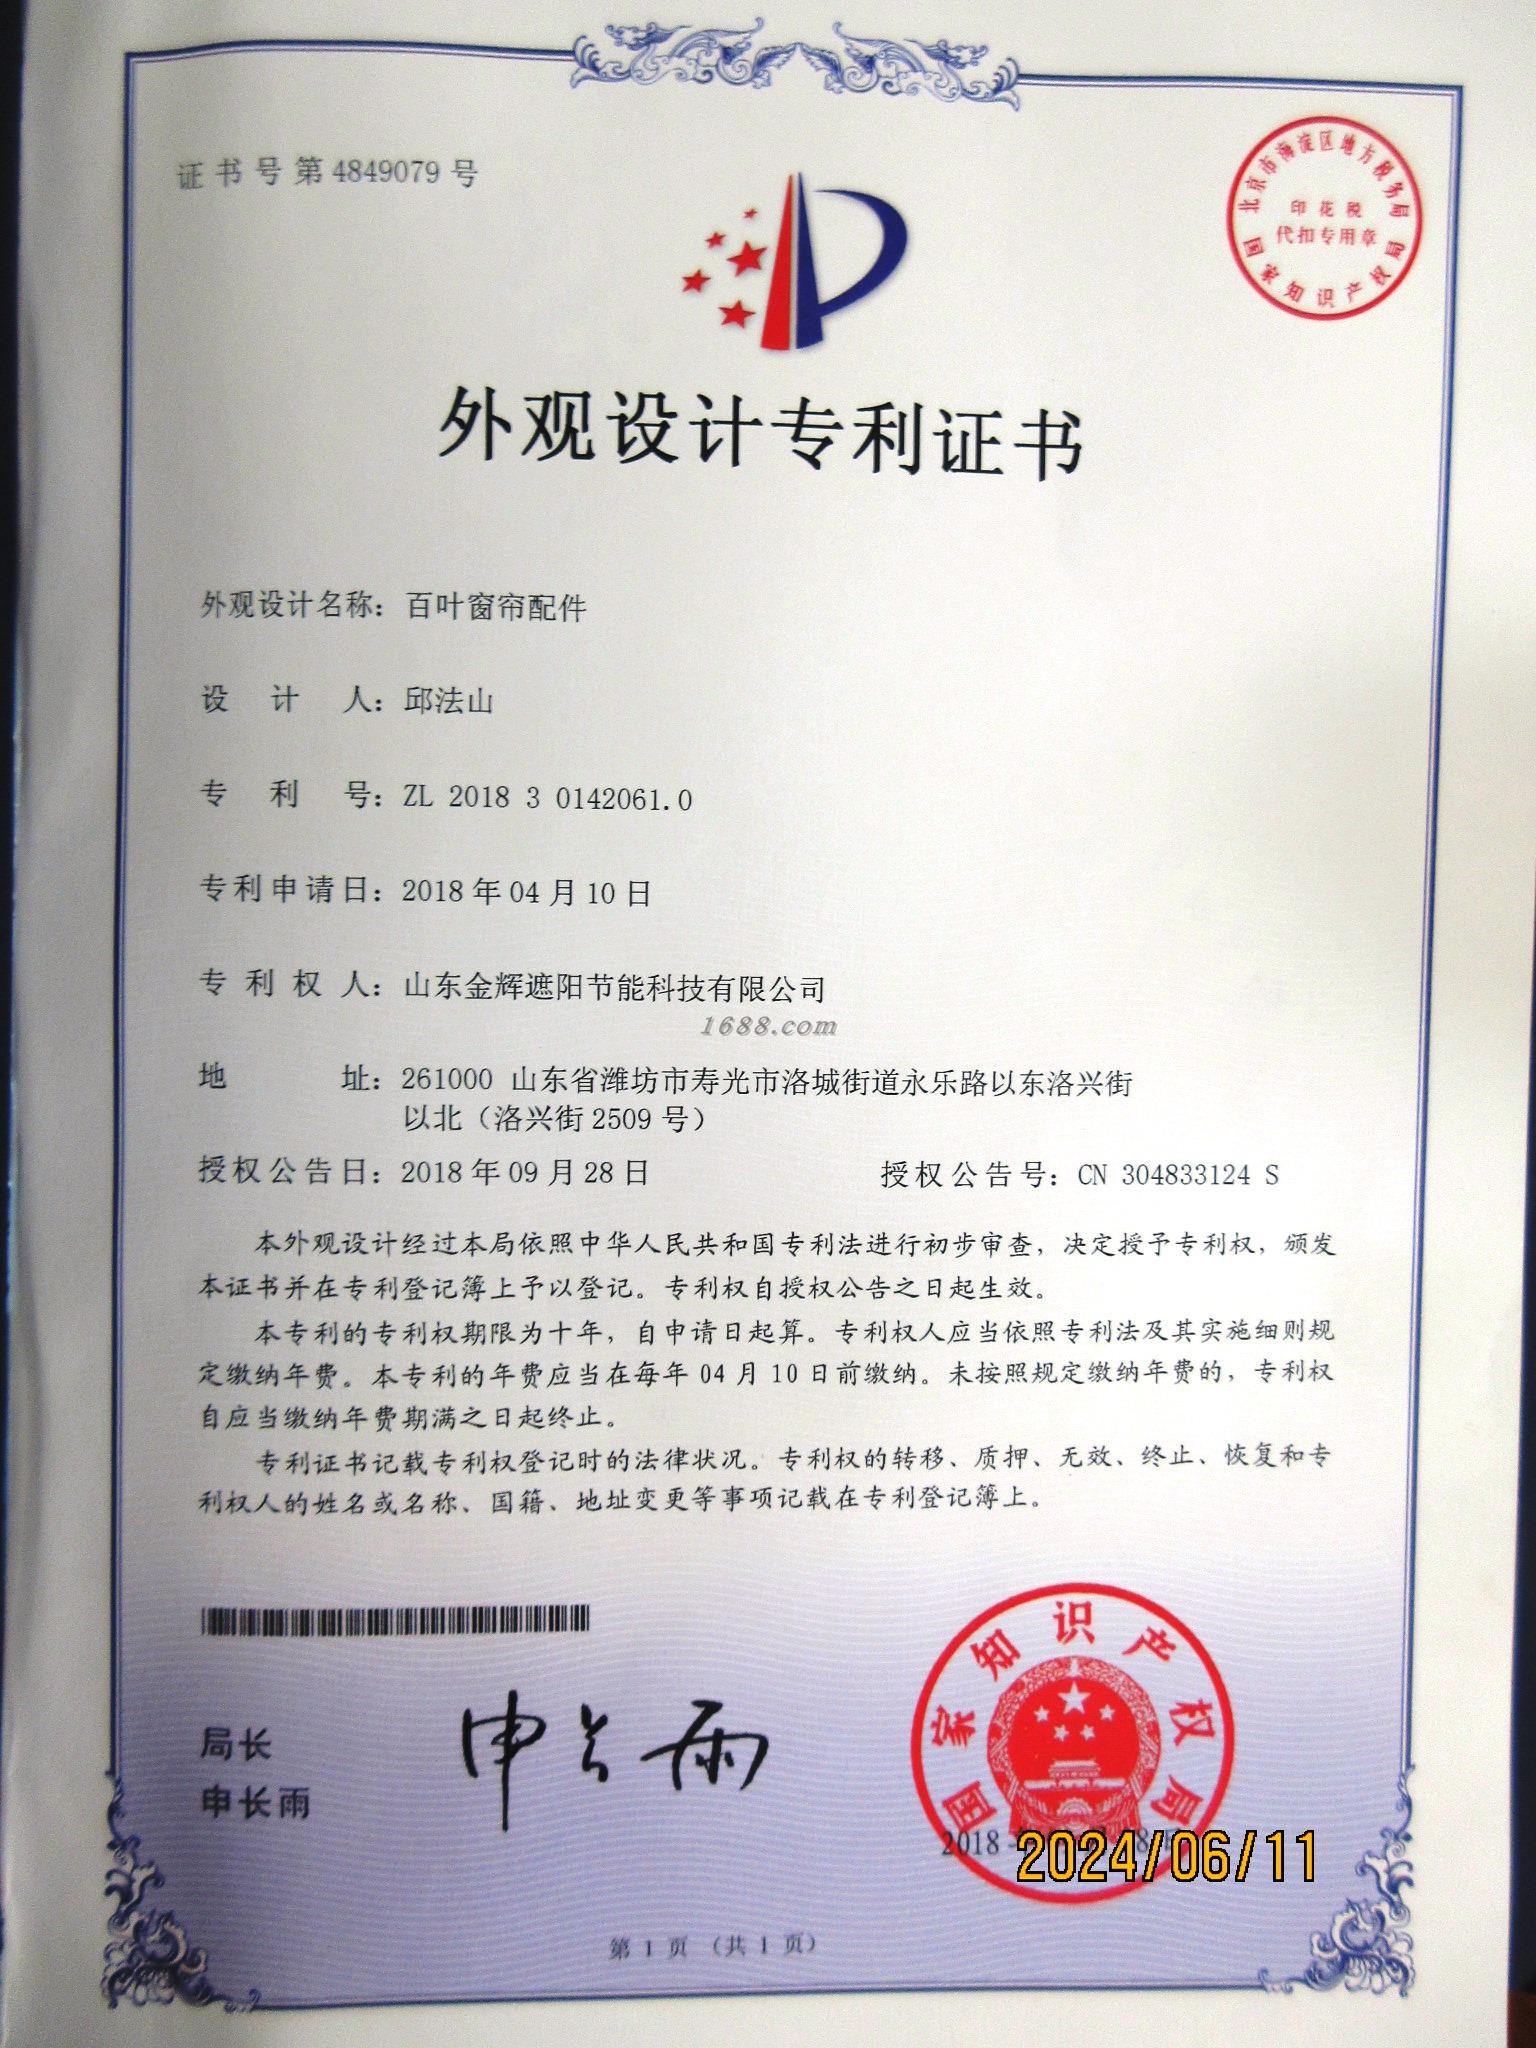 证书号第4849079号
北京市海淀区地方税务局
印花税
代扣专用章
国家知识产权局
外观设计专利证书
外观设计名称：百叶窗帘配件
设计人：邱法山
专利号：ZL 2018 3 0142061.0
专利申请日：2018年04月10日
专利权人：山东金辉遮阳节能科技有限公司
1688.com
地址：261000 山东省潍坊市寿光市洛城街道永乐路以东洛兴街
以北（洛兴街2509号）
授权公告日：2018年09月28日 授权公告号：CN 304833124 S
本外观设计经过本局依照中华人民共和国专利法进行初步审查，决定授予专利权，颁发
本证书并在专利登记簿上予以登记。专利权自授权公告之日起生效。
本专利的专利权期限为十年，自申请日起算。专利权人应当依照专利法及其实施细则规
定缴纳年费。本专利的年费应当在每年04月10日前缴纳。未按照规定缴纳年费的，专利权
自应当缴纳年费期满之日起终止。
专利证书记载专利权登记时的法律状况。专利权的转移、质押、无效、终止、恢复和专
利权人的姓名或名称、国籍、地址变更等事项记载在专利登记簿上。
局长
申长雨
申长雨
国家知识产权局
2018
2024/06/11
第1页（共1页）